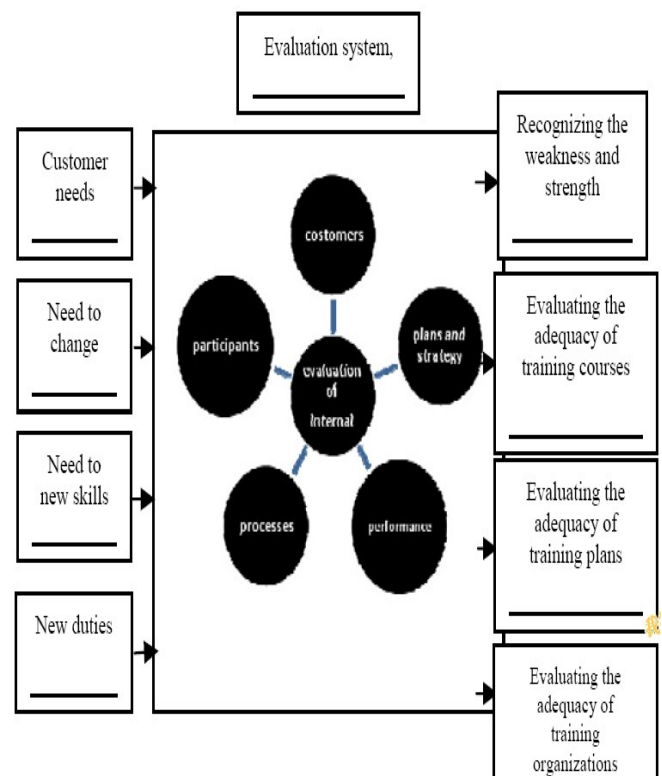 Evaluation system,
Customer
needs
Need to
change
Need to
new skills
New duties
costomers
participants
plans and
strategy
evaluation
of
Internal
processes
performance
Recognizing the
weakness and
strength
Evaluating the
adequacy of
training courses
Evaluating the
adequacy of
training plans
Evaluating the
adequacy of
training
organizations